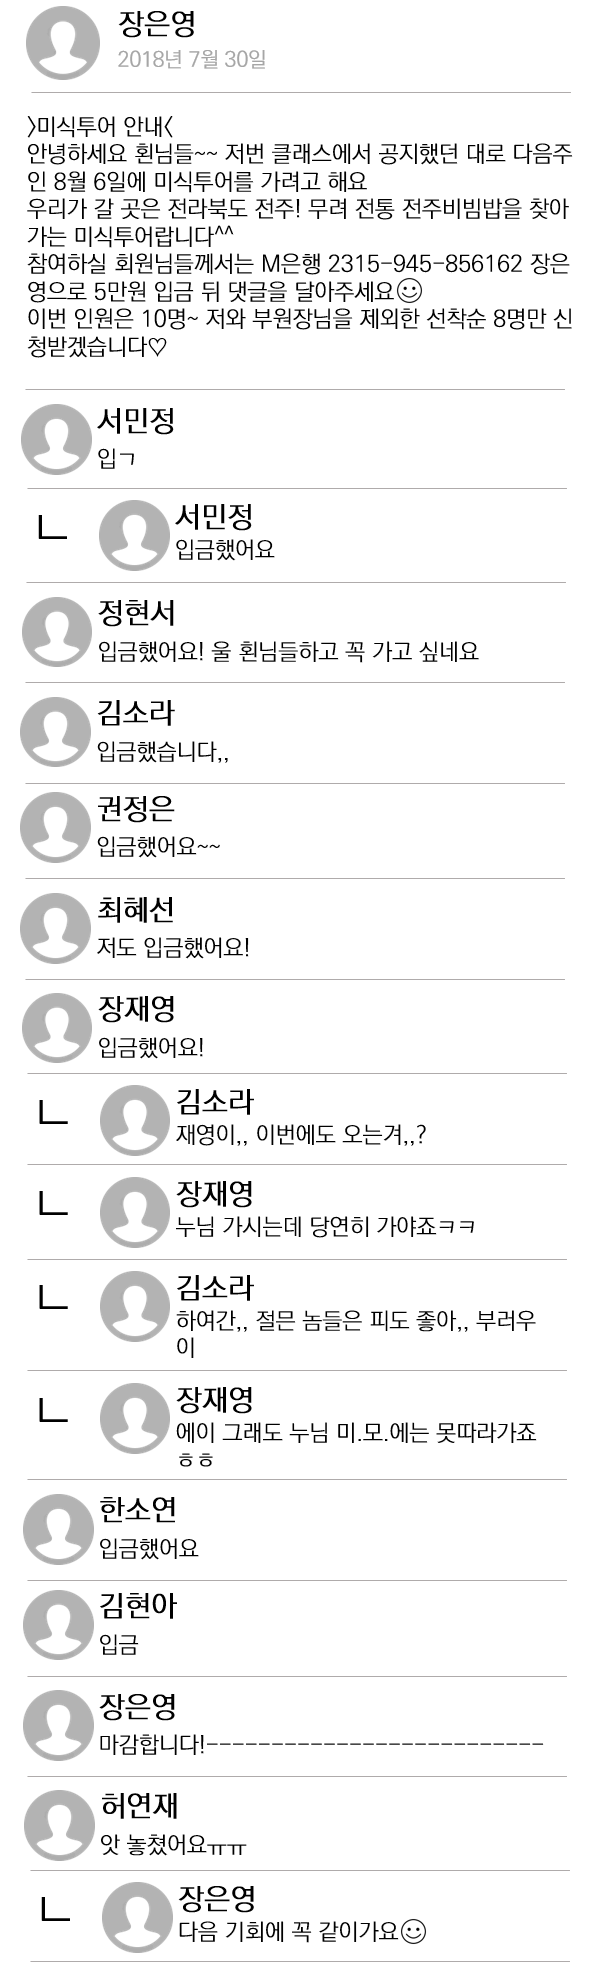 장은영
2018년 7월 30일
>미식투어 안내<
안녕하세요 횐님들~~ 저번 클래스에서 공지했던 대로 다음주
인 8월 6일에 미식투어를 가려고 해요
우리가 갈 곳은 전라북도 전주! 무려 전통 전주비빔밥을 찾아
가는 미식투어랍니다^^
참여하실 회원님들께서는 M은행 2315-945-856162 장은
영으로 5만원 입금 뒤 댓글을 달아주세요☺
이번 인원은 10명~ 저와 부원장님을 제외한 선착순 8명만 신
청받겠습니다♡
서민정
입ㄱ
ㄴ
서민정
입금했어요
정현서
입금했어요! 울 횐님들하고 꼭 가고 싶네요
김소라
입금했습니다,,
권정은
입금했어요~~
최혜선
저도 입금했어요!
장재영
입금했어요!
ㄴ
김소라
재영이,, 이번에도 오는겨,,?
ㄴ
장재영
누님 가시는데 당연히 가야죠ㅋㅋ
ㄴ
김소라
하여간,, 절믄 놈들은 피도 좋아,, 부러우
이
ㄴ
장재영
에이 그래도 누님 미.모.에는 못따라가죠
ㅎㅎ
한소연
입금했어요
김현아
입금
장은영
마감합니다!--------------------------
허연재
앗 놓쳤어요ㅠㅠ
ㄴ
장은영
다음 기회에 꼭 같이가요☺